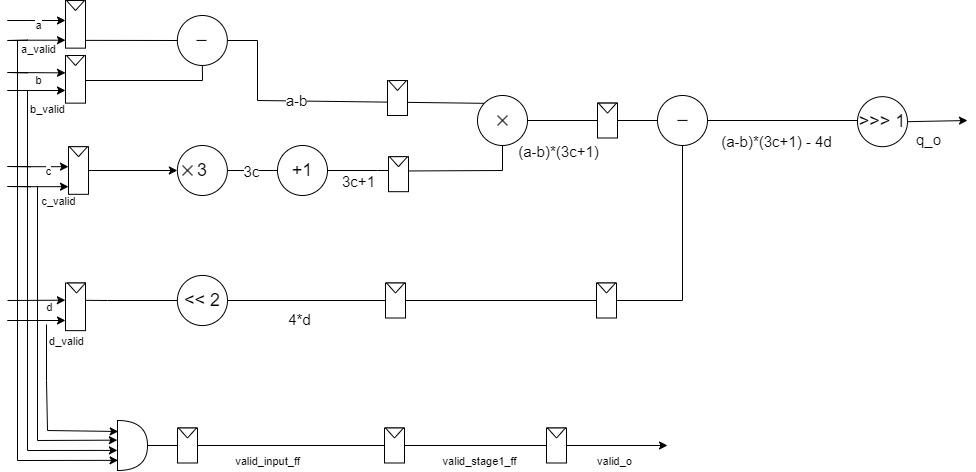 a
a_valid
b
b_valid
−
a-b
×
(a-b)*(3c+1)
−
(a-b)*(3c+1) - 4d
>>> 1
q_o
c
c_valid
×3
3c
+1
3c+1
d
d_valid
<< 2
4*d
valid_input_ff
valid_stage1_ff
valid_o